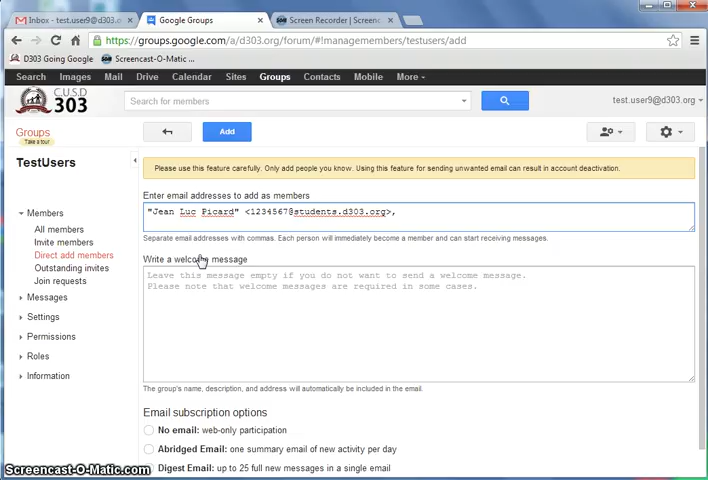 Inbox - test.user9@d303.o
Google Groups
Screen Recorder | Screenc
https://groups.google.com/a/d303.org/forum/#!managemembers/testusers/add
D303 Going Google
Screencast-O-Matic ...
Search
Images
Mail
Drive
Calendar
Sites
Groups
Contacts
Mobile
More
C.U.S.D
303
Search for members
test.user9@d303.org
Groups
Take a tour
Add
TestUsers
Please use this feature carefully. Only add people you know. Using this feature for sending unwanted email can result in account deactivation.
Enter email addresses to add as members
"Jean Luc Picard" <1234567@students.d303.org>,
Separate email addresses with commas. Each person will immediately become a member and can start receiving messages.
Members
All members
Invite members
Direct add members
Outstanding invites
Join requests
Messages
Settings
Permissions
Roles
Information
Write a welcome message
Leave this message empty if you do not want to send a welcome message.
Please note that welcome messages are required in some cases.
The group's name, description, and address will automatically be included in the email.
Email subscription options
No email: web-only participation
Abridged Email: one summary email of new activity per day
Digest Email: up to 25 full new messages in a single email
Screencast-O-Matic.com